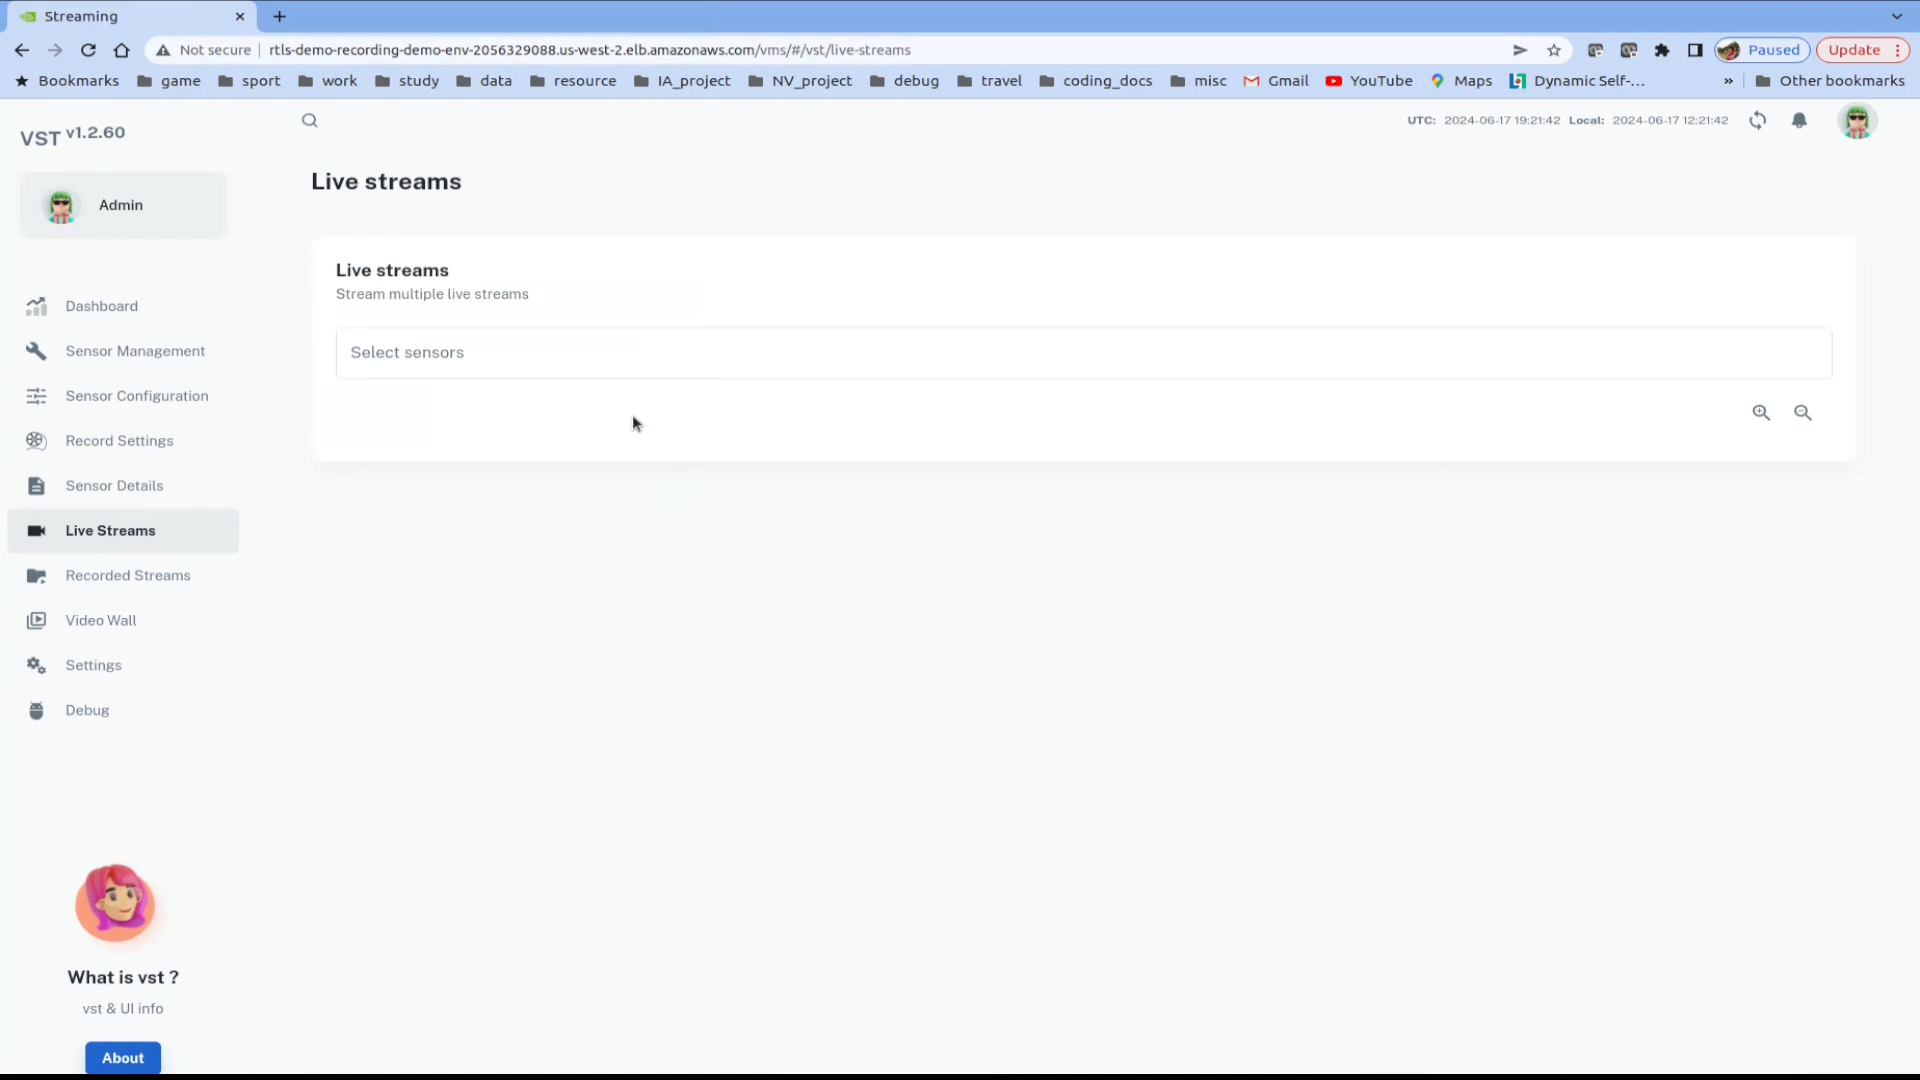 Streaming
Not secure rtls-demo-recording-demo-env-2056329088.us-west-2.elb.amazonaws.com/vms/#/vst/live-streams Paused Update
Bookmarks game sport work study data resource IA_project NV_project debug travel coding_docs misc Gmail YouTube Maps Dynamic Self-... » Other bookmarks
VST v1.2.60
UTC: 2024-06-17 19:21:42 Local: 2024-06-17 12:21:42
Admin
Live streams
Live streams
Stream multiple live streams
Select sensors
Dashboard
Sensor Management
Sensor Configuration
Record Settings
Sensor Details
Live Streams
Recorded Streams
Video Wall
Settings
Debug
What is vst ?
vst & UI info
About